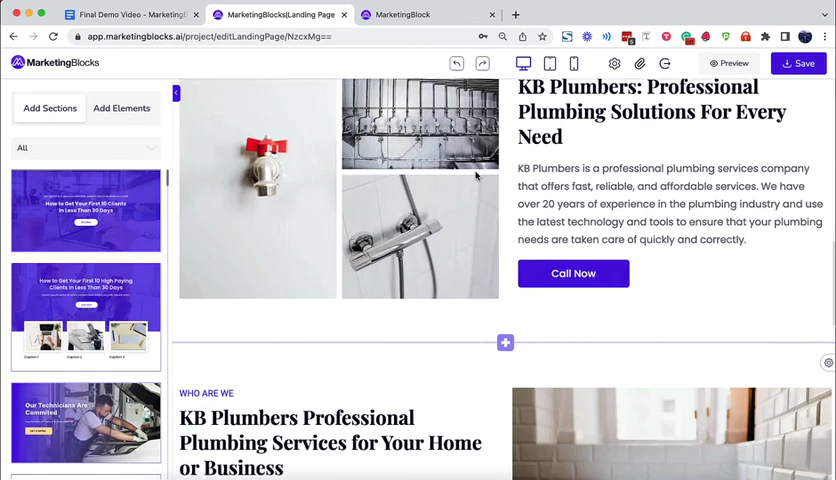 Final Demo Video - MarketingB
MarketingBlocks|Landing Page
MarketingBlock
app.marketingblocks.ai/project/editLandingPage/NzcxMg==
MarketingBlocks
Preview
Save
Add Sections
Add Elements
All
How to Get Your First 10 Clients
in Less Than 30 Days
How to Get Your First 10 High Paying
Clients in Less Than 30 Days
Our Technicians Are
Commited
KB Plumbers: Professional
Plumbing Solutions For Every
Need
KB Plumbers is a professional plumbing services company
that offers fast, reliable, and affordable services. We have
over 20 years of experience in the plumbing industry and use
the latest technology and tools to ensure that your plumbing
needs are taken care of quickly and correctly.
Call Now
WHO ARE WE
KB Plumbers Professional
Plumbing Services for Your Home
or Business